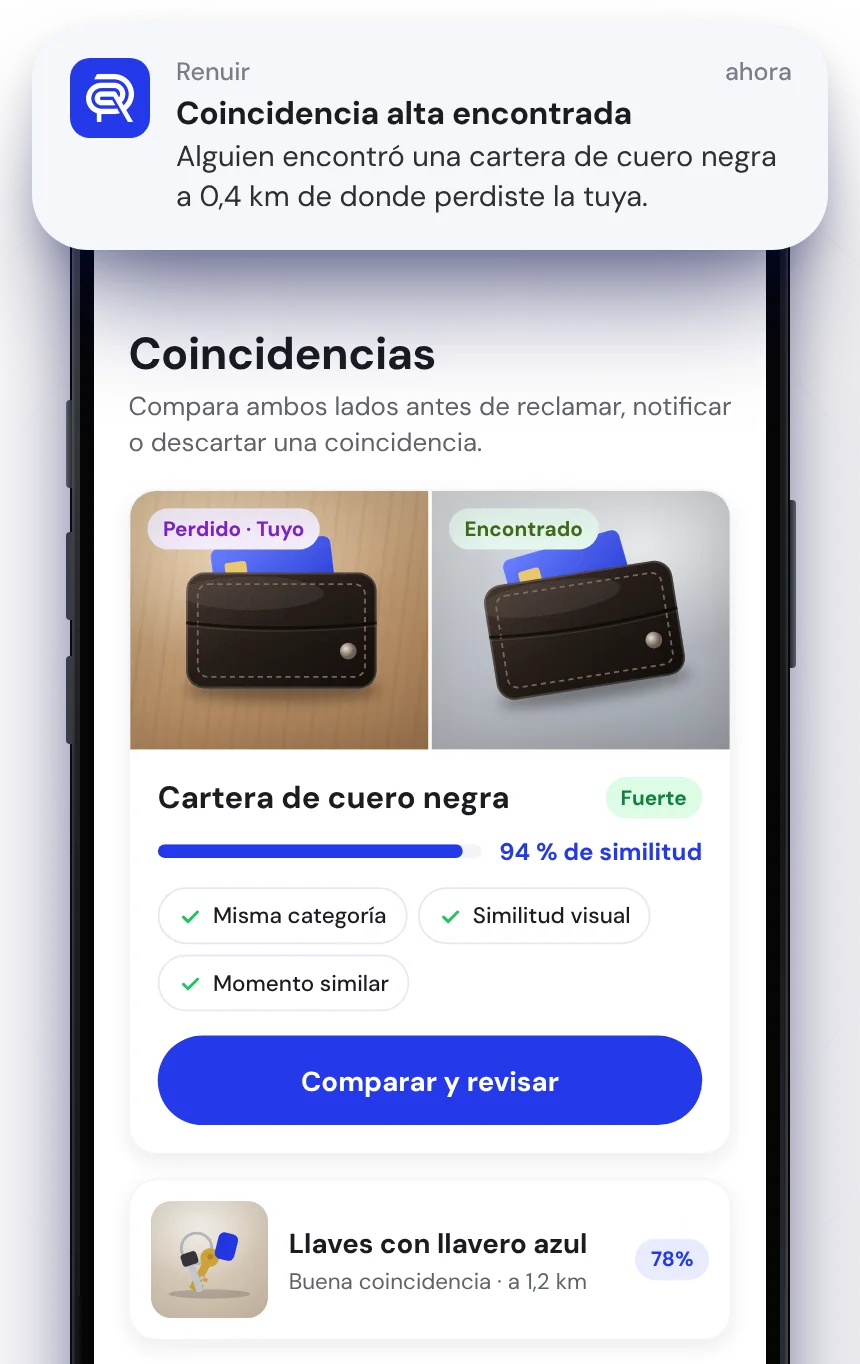 Renuir
ahora
Coincidencia alta encontrada
Alguien encontró una cartera de cuero negra
a 0,4 km de donde perdiste la tuya.
Coincidencias
Compara ambos lados antes de reclamar, notificar
o descartar una coincidencia.
Perdido · Tuyo
Encontrado
Cartera de cuero negra
Fuerte
94 % de similitud
Misma categoría
Similitud visual
Momento similar
Comparar y revisar
Llaves con llavero azul
Buena coincidencia · a 1,2 km
78%